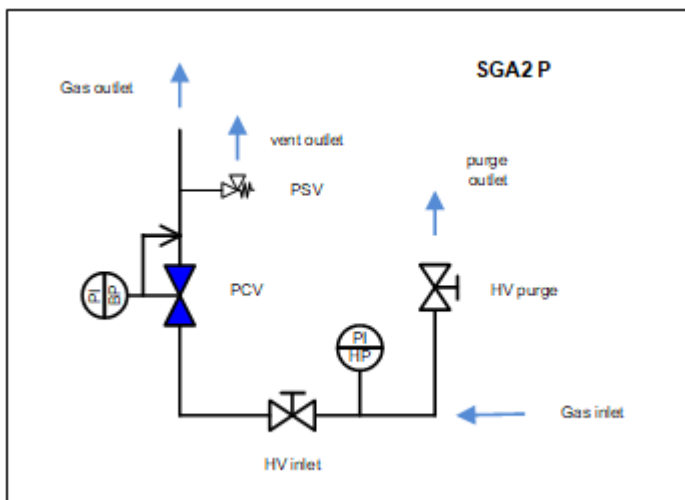 SGA2 P
Gas outlet
vent outlet
purge
outlet
PSV
PI
BP
PCV
HV purge
PI
HP
Gas inlet
HV inlet